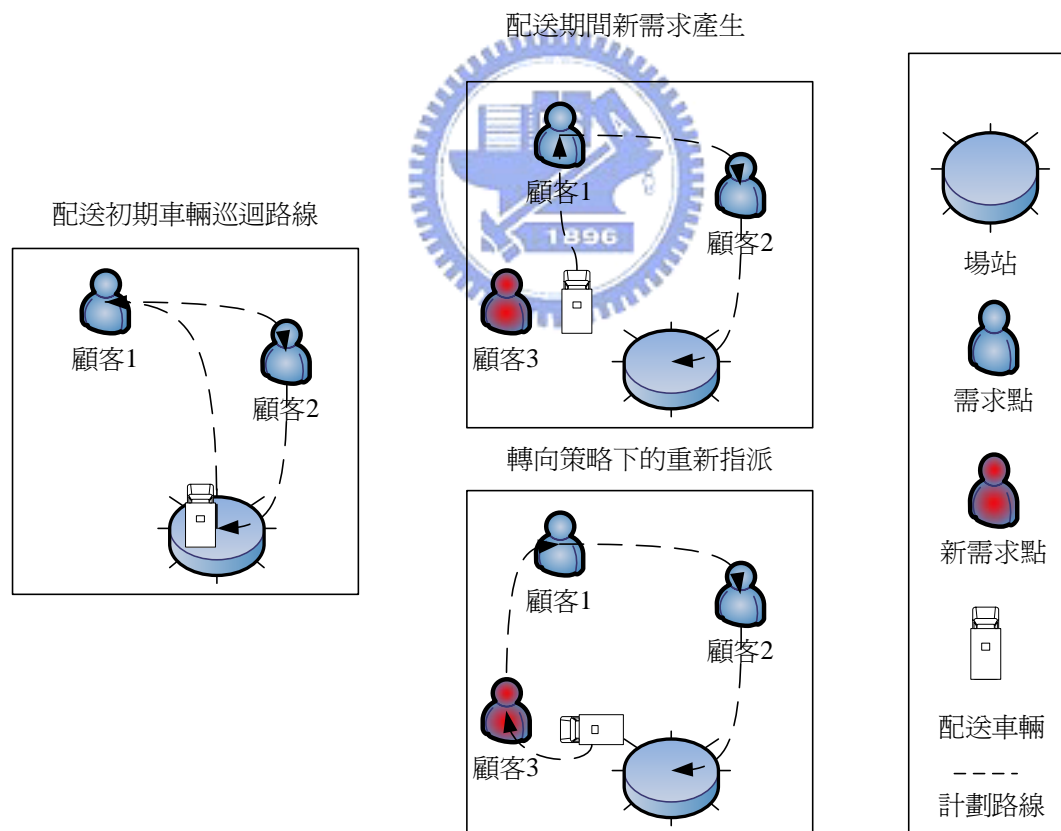 配送期間新需求產生
顧客1
顧客2
1896
顧客3
配送初期車輛巡迴路線
顧客1
顧客2
轉向策略下的重新指派
顧客1
顧客2
顧客3
場站
需求點
新需求點
配送車輛
計劃路線